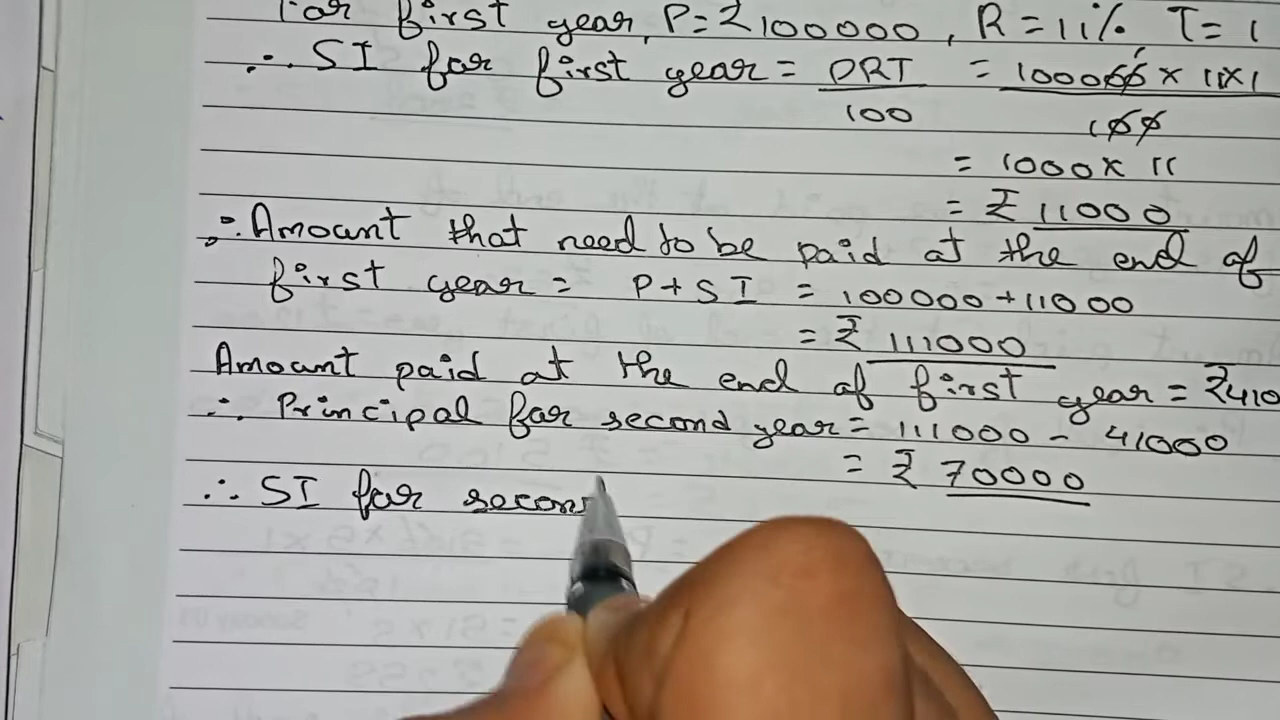 For first year, P=₹100000, R=11% T=1
∴ SI for first year = PRT/100 = 100000 × 11×1/100
= 1000× 11
= ₹ 11000
∴ Amount that need to be paid at the end of
first year = P+SI = 100000+11000
= ₹ 111000
Amount paid at the end of first year = ₹410
∴ Principal for second year = 111000 - 41000
= ₹ 70000
∴ SI for secon